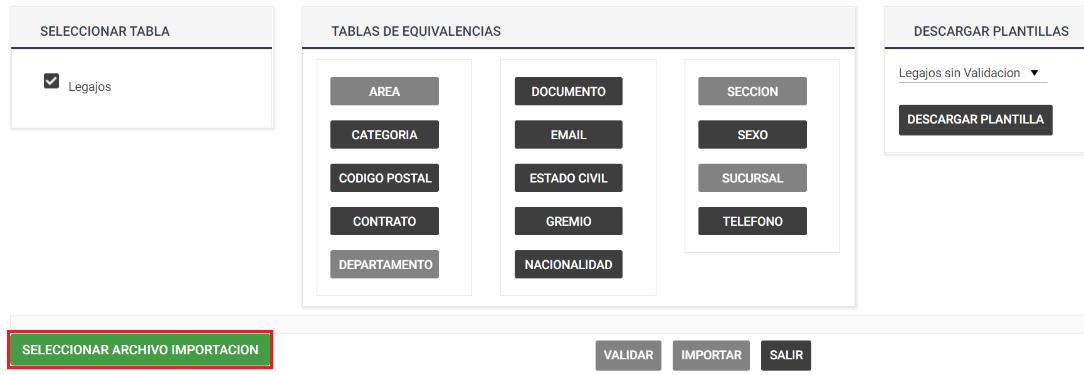 SELECCIONAR TABLA
Legajos
TABLAS DE EQUIVALENCIAS
AREA
CATEGORIA
CODIGO POSTAL
CONTRATO
DEPARTAMENTO
DOCUMENTO
EMAIL
ESTADO CIVIL
GREMIO
NACIONALIDAD
SECCION
SEXO
SUCURSAL
TELEFONO
DESCARGAR PLANTILLAS
Legajos sin Validacion
DESCARGAR PLANTILLA
SELECCIONAR ARCHIVO IMPORTACION
VALIDAR
IMPORTAR
SALIR